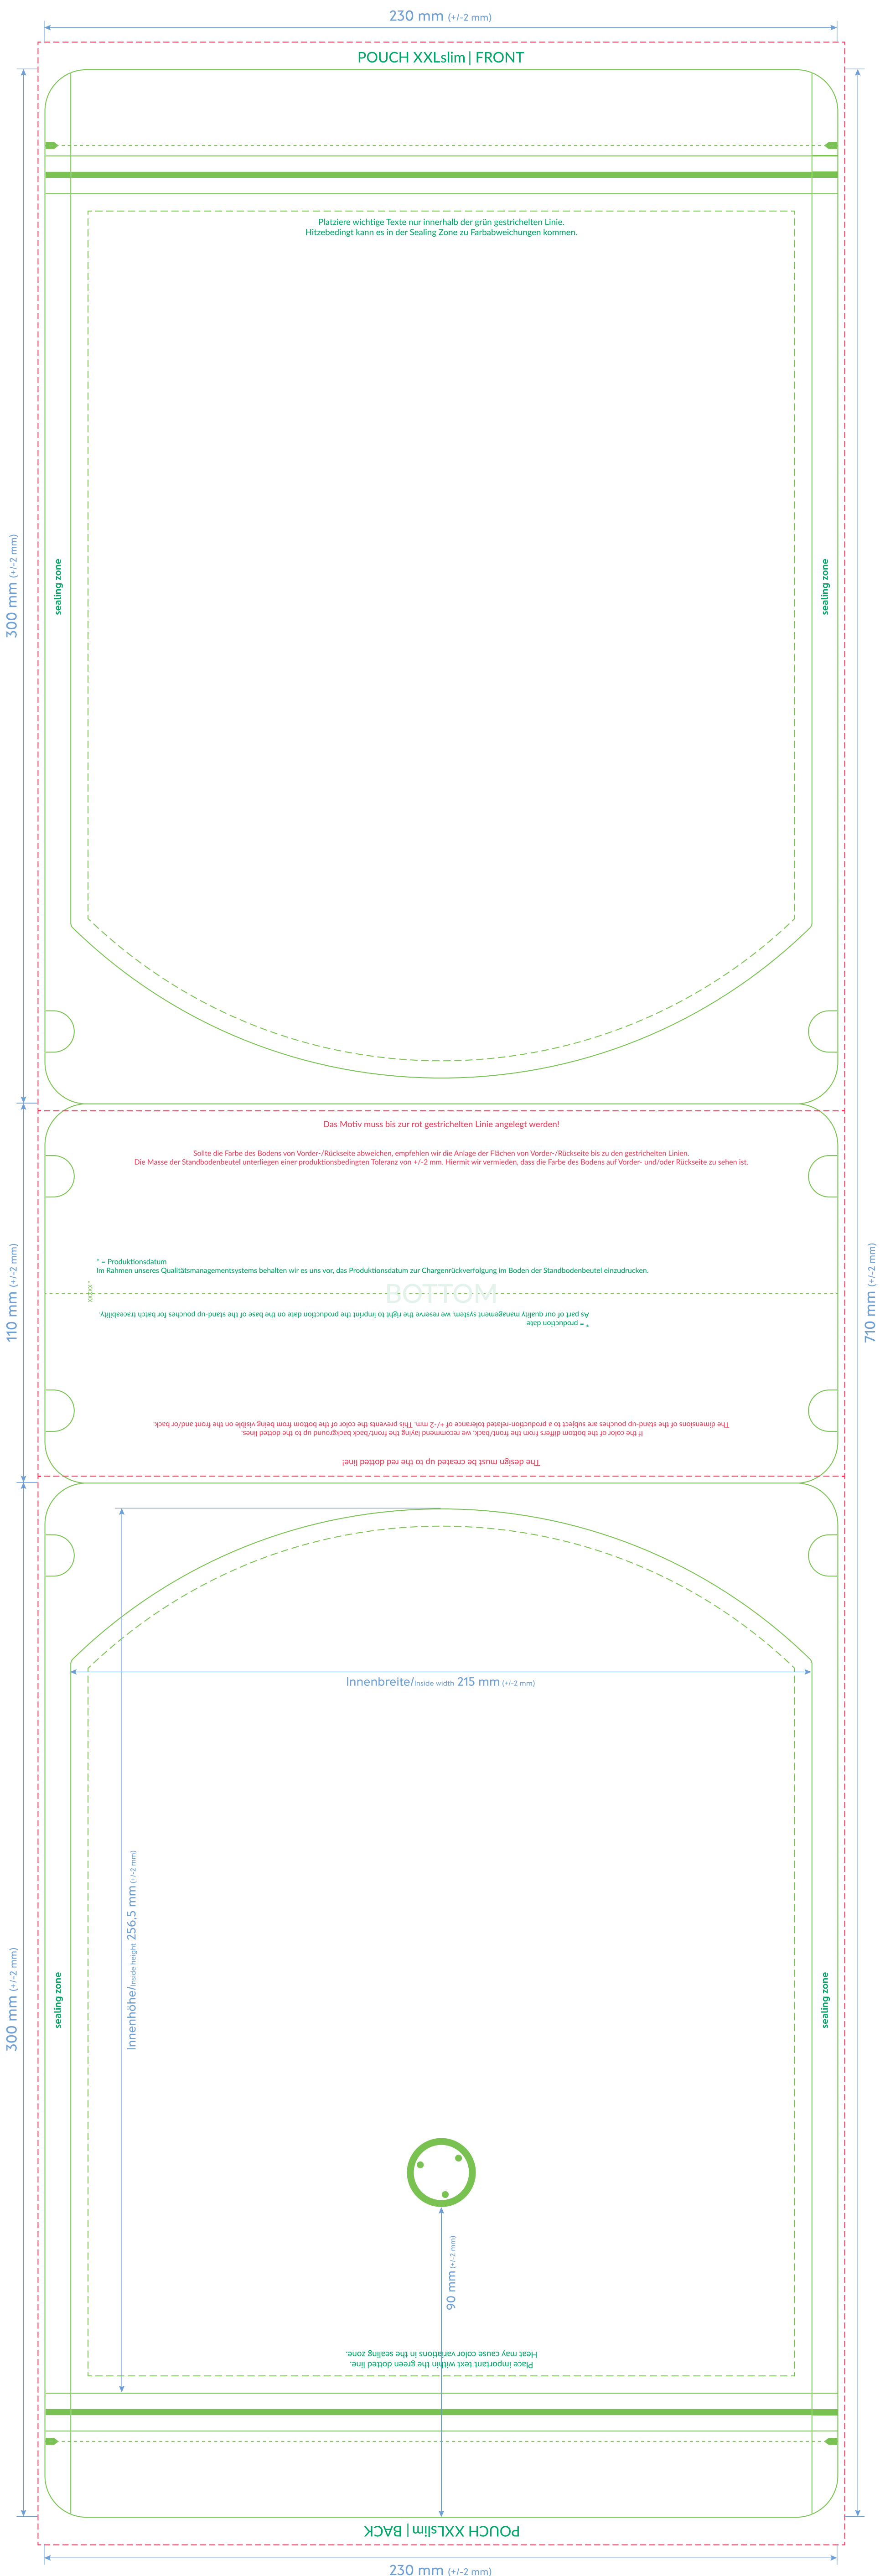 230 mm (+/-2 mm)
POUCH XXLslim | FRONT
Platziere wichtige Texte nur innerhalb der grün gestrichelten Linie.
Hitzebedingt kann es in der Sealing Zone zu Farbabweichungen kommen.
300 mm (+/-2 mm)
sealing zone
sealing zone
Das Motiv muss bis zur rot gestrichelten Linie angelegt werden!
Sollte die Farbe des Bodens von Vorder-/Rückseite abweichen, empfehlen wir die Anlage der Flächen von Vorder-/Rückseite bis zu den gestrichelten Linien.
Die Masse der Standbodenbeutel unterliegen einer produktionsbedingten Toleranz von +/-2 mm. Hiermit wir vermieden, dass die Farbe des Bodens auf Vorder- und/oder Rückseite zu sehen ist.
* = Produktionsdatum
Im Rahmen unseres Qualitätsmanagementsystems behalten wir es uns vor, das Produktionsdatum zur Chargenrückverfolgung im Boden der Standbodenbeutel einzudrucken.
110 mm (+/-2 mm)
XXXXX *
BOTTOM
710 mm (+/-2 mm)
* = production date
As part of our quality management system, we reserve the right to imprint the production date on the base of the stand-up pouches for batch traceability.
The design must be created up to the red dotted line!
If the color of the bottom differs from the front/back, we recommend laying the front/back background up to the dotted lines.
The dimensions of the stand-up pouches are subject to a production-related tolerance of +/-2 mm. This prevents the color of the bottom from being visible on the front and/or back.
Innenbreite/Inside width 215 mm (+/-2 mm)
Innenhöhe/Inside height 256,5 mm (+/-2 mm)
300 mm (+/-2 mm)
sealing zone
sealing zone
90 mm (+/-2 mm)
Place important text within the green dotted line.
Heat may cause color variations in the sealing zone.
POUCH XXLslim | BACK
230 mm (+/-2 mm)